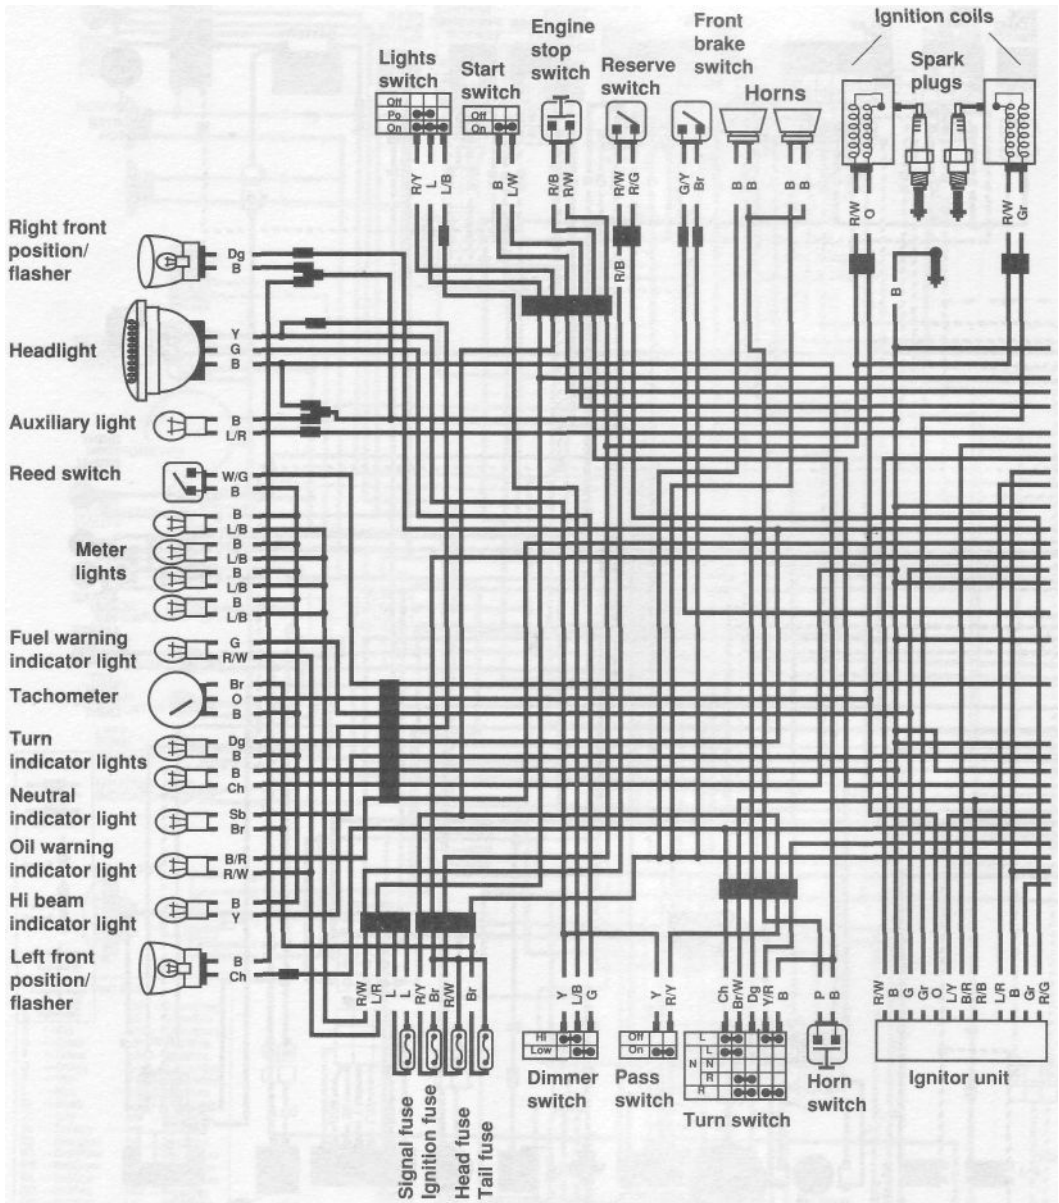 Ignition coils
Engine
stop
switch
Front
brake
switch
Lights
switch
Start
switch
Reserve
switch
Horns
Spark
plugs
Off
Po
On
Off
On
R/Y
L
L/B
B
L/W
R/B
R/W
R/W
R/G
G/Y
Br
B
B
B
B
R/W
O
R/W
Gr
R/B
B
Right front
position/
flasher
Dg
B
Headlight
Y
G
B
Auxiliary light
B
L/R
Reed switch
W/G
B
Meter
lights
B
L/B
B
L/B
B
L/B
B
L/B
Fuel warning
indicator light
G
R/W
Tachometer
Br
O
B
Turn
indicator lights
Dg
B
B
Ch
Neutral
indicator light
Sb
Br
Oil warning
indicator light
B/R
R/W
Hi beam
indicator light
B
Y
Left front
position/
flasher
B
Ch
R/W
L/R
L
L
R/Y
Br
R/W
Br
Y
L/B
G
Y
R/Y
Ch
Br/W
Dg
Y/R
B
P
B
R/W
B
G
Gr
O
L/Y
B/R
R/B
L/R
B
Gr
R/G
Hi
Low
Off
On
L
L
N N
R
R
Dimmer
switch
Pass
switch
Turn switch
Horn
switch
Ignitor unit
Signal fuse
Ignition fuse
Head fuse
Tail fuse